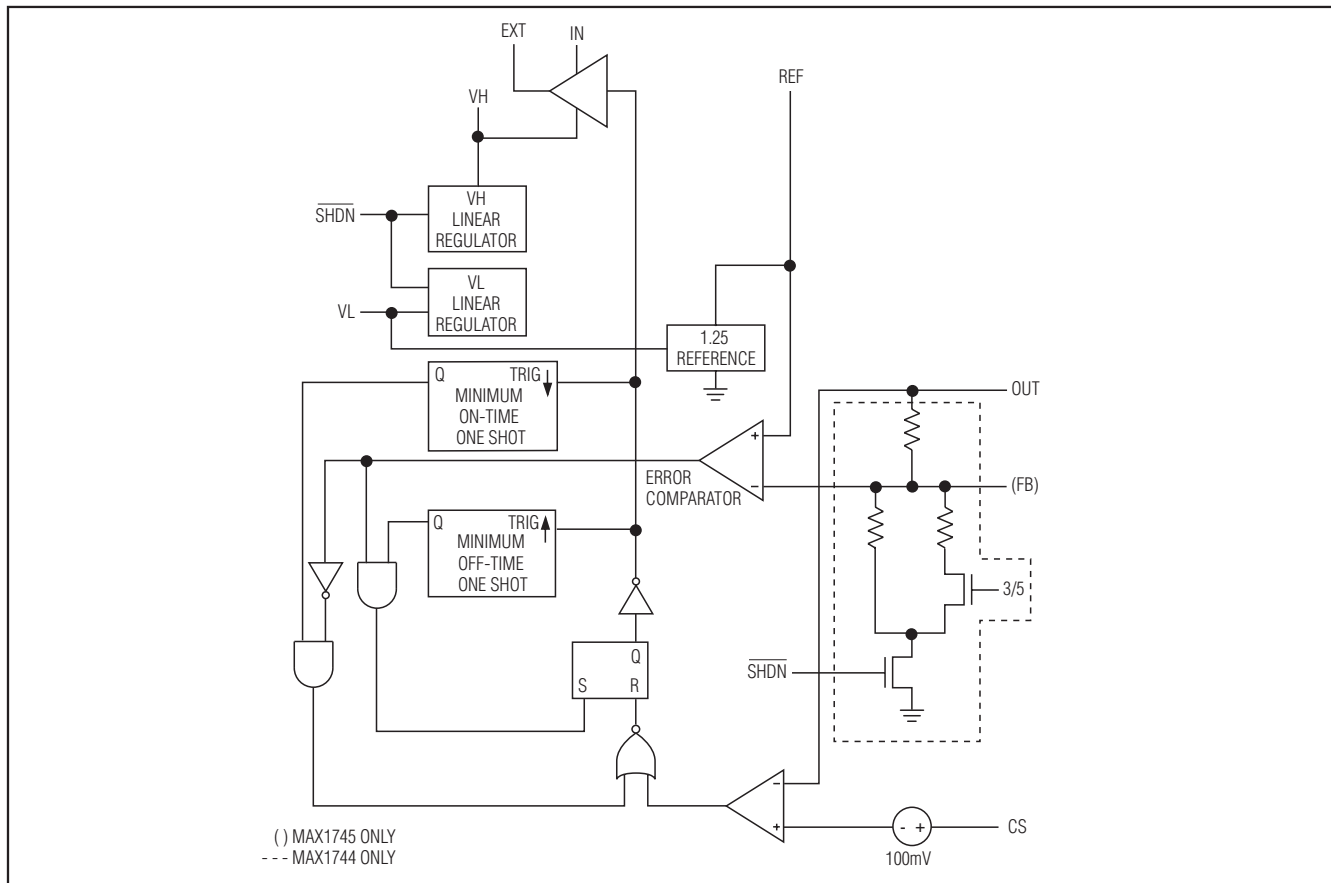 EXT
IN
REF
VH
VH
LINEAR
REGULATOR
SHDN
VL
LINEAR
REGULATOR
VL
1.25
REFERENCE
Q
TRIG
MINIMUM
ON-TIME
ONE SHOT
OUT
+
-
ERROR
COMPARATOR
(FB)
Q
TRIG
MINIMUM
OFF-TIME
ONE SHOT
3/5
Q
S
R
SHDN
-
+
- +
CS
100mV
( ) MAX1745 ONLY
- - - MAX1744 ONLY